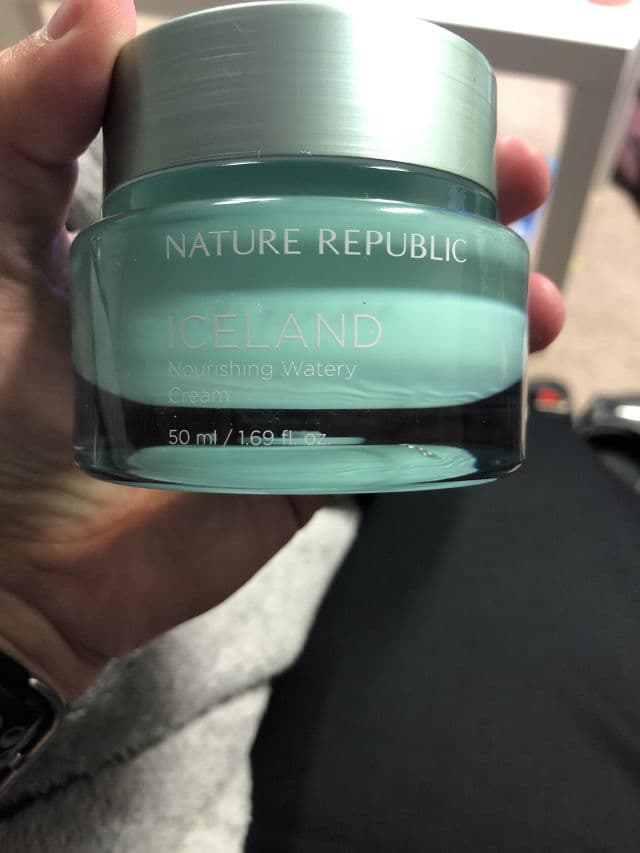 NATURE REPUBLIC
ICELAND
Nourishing Watery
Cream
50 ml / 1.69 fl. oz.